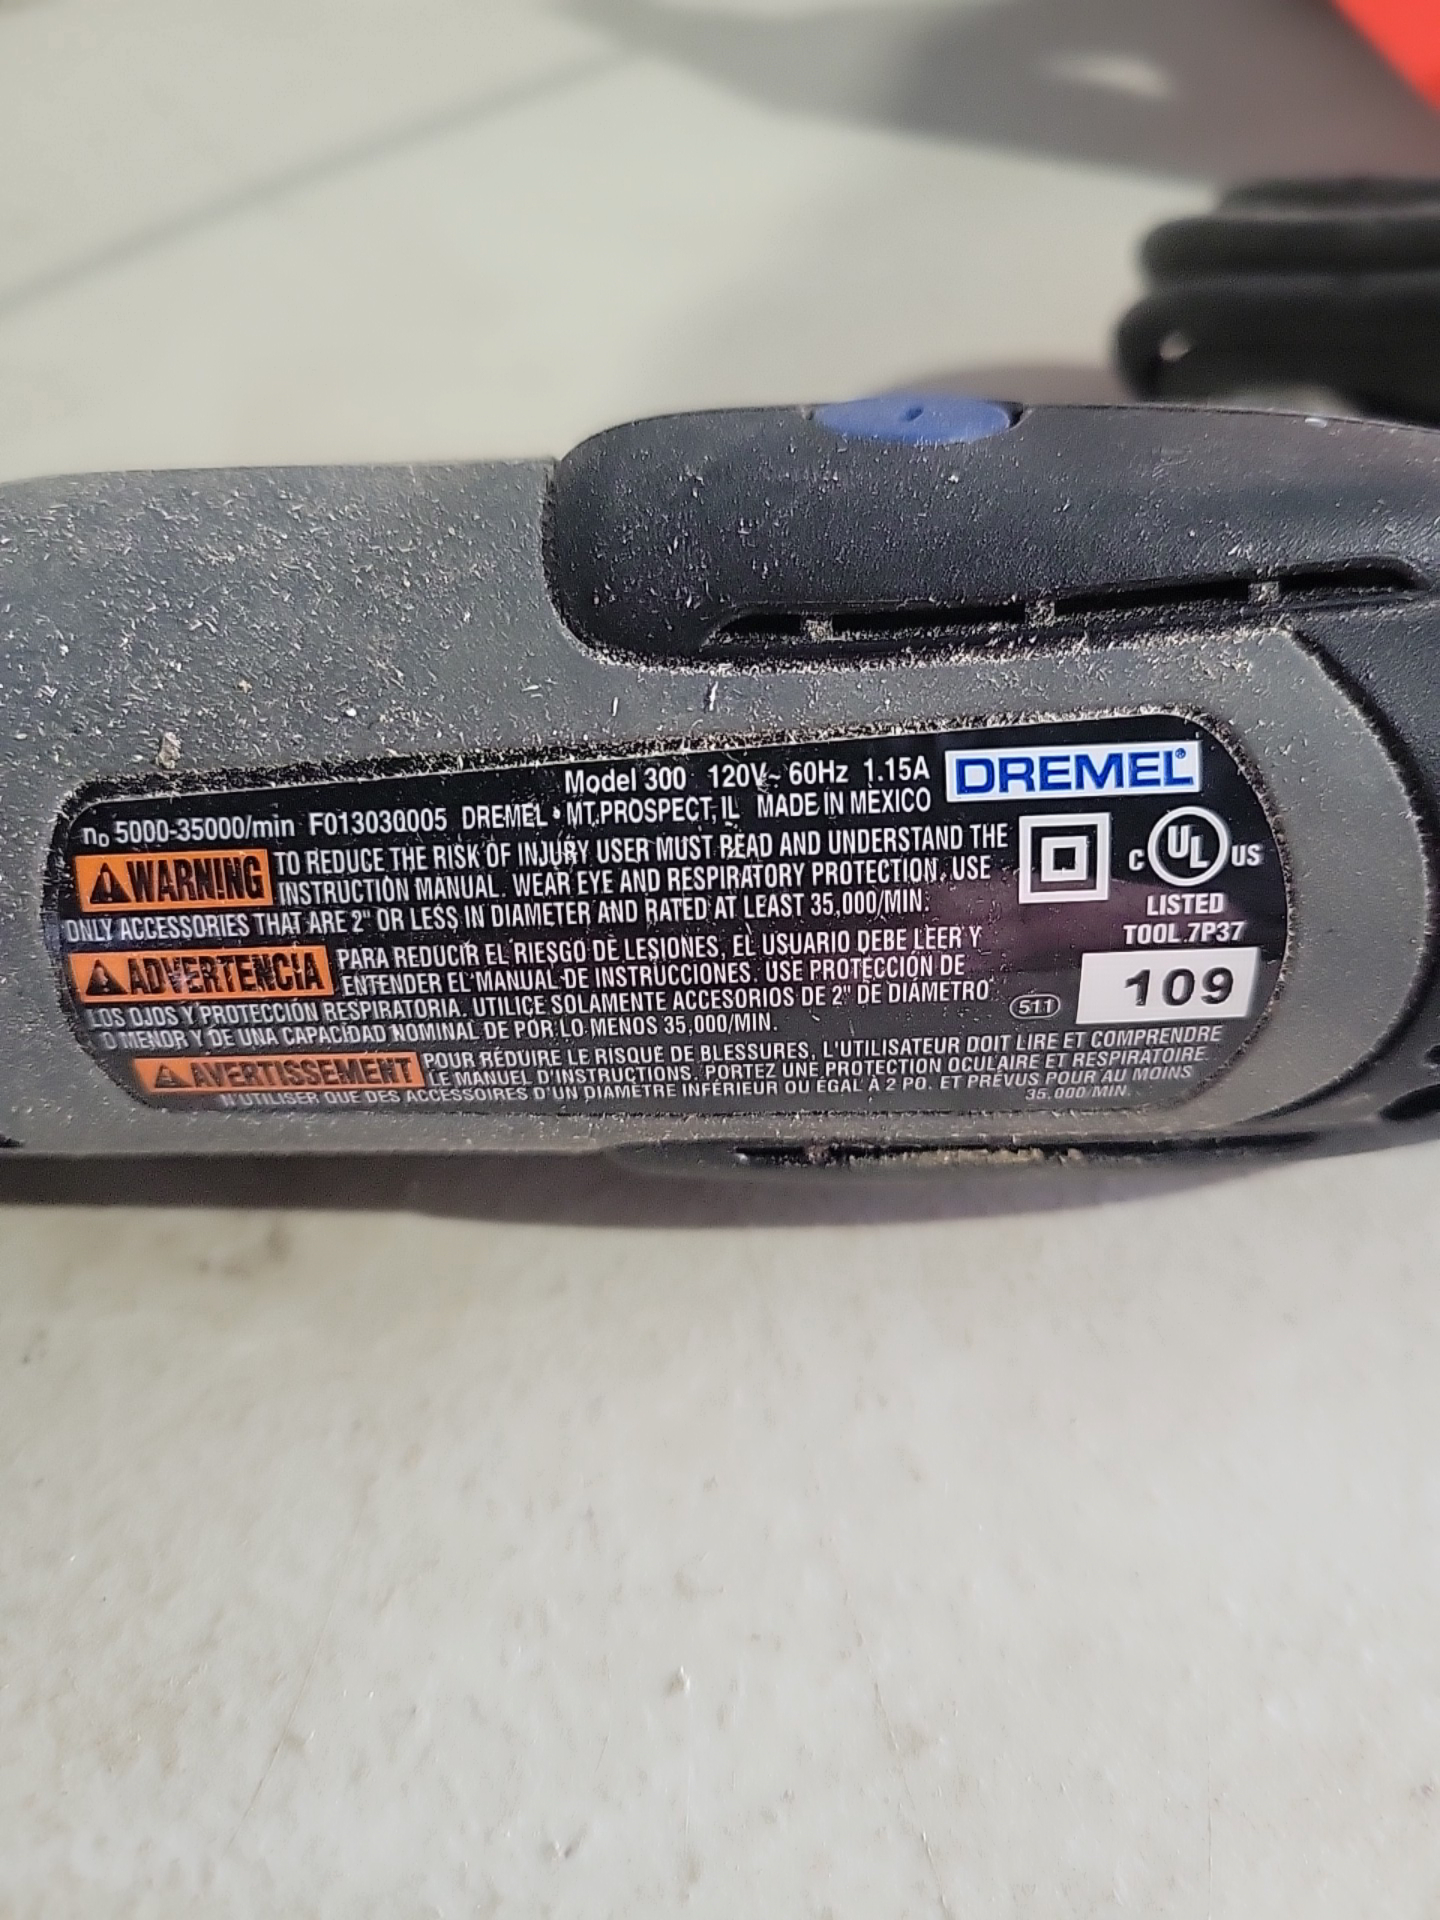 Model 300 120V~ 60Hz 1.15A DREMEL®
n₀ 5000-35000/min F013030005 DREMEL • MT.PROSPECT, IL MADE IN MEXICO
WARNING TO REDUCE THE RISK OF INJURY USER MUST READ AND UNDERSTAND THE
INSTRUCTION MANUAL. WEAR EYE AND RESPIRATORY PROTECTION. USE
ONLY ACCESSORIES THAT ARE 2" OR LESS IN DIAMETER AND RATED AT LEAST 35,000/MIN.
ADVERTENCIA PARA REDUCIR EL RIESGO DE LESIONES, EL USUARIO DEBE LEER Y
ENTENDER EL MANUAL DE INSTRUCCIONES. USE PROTECCIÓN DE
LOS OJOS Y PROTECCIÓN RESPIRATORIA. UTILICE SOLAMENTE ACCESORIOS DE 2" DE DIÁMETRO
O MENOR Y DE UNA CAPACIDAD NOMINAL DE POR LO MENOS 35,000/MIN.
AVERTISSEMENT POUR RÉDUIRE LE RISQUE DE BLESSURES, L'UTILISATEUR DOIT LIRE ET COMPRENDRE
LE MANUEL D'INSTRUCTIONS. PORTEZ UNE PROTECTION OCULAIRE ET RESPIRATOIRE.
N'UTILISER QUE DES ACCESSOIRES D'UN DIAMÈTRE INFÉRIEUR OU ÉGAL À 2 PO. ET PRÉVUS POUR AU MOINS
35,000/MIN.
C UL US
LISTED
TOOL 7P37
511
109